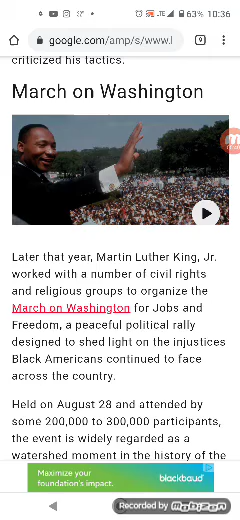 63% 10:36
google.com/amp/s/www.l
9
criticized his tactics.
March on Washington
Later that year, Martin Luther King, Jr.
worked with a number of civil rights
and religious groups to organize the
March on Washington for Jobs and
Freedom, a peaceful political rally
designed to shed light on the injustices
Black Americans continued to face
across the country.
Held on August 28 and attended by
some 200,000 to 300,000 participants,
the event is widely regarded as a
watershed moment in the history of the
Maximize your
foundation's impact.
blackbaud
Recorded by mobizen